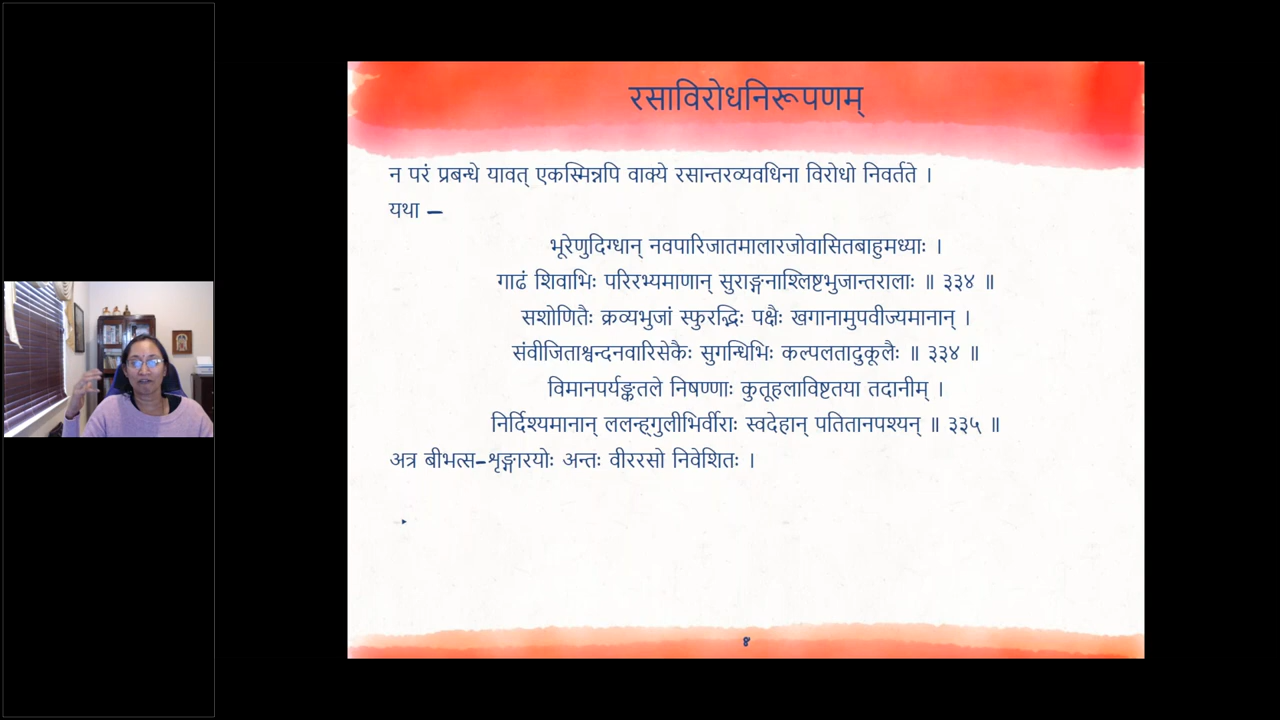 रसाविरोधनिरूपणम्
न परं प्रबन्धे यावत् एकस्मिन्नपि वाक्ये रसान्तरव्यवधिना विरोधो निवर्तते ।
यथा —
भूरेणुदिग्धान् नवपारिजातमालारजोवासितबाहुमध्याः ।
गाढं शिवाभिः परिरभ्यमाणान् सुराङ्गनाश्लिष्टभुजान्तरालाः ॥ ३३४ ॥
सशोणितैः क्रव्यभुजां स्फुरद्भिः पक्षैः खगानामुपवीज्यमानान् ।
संवीजिताश्चन्दनवारिसेकैः सुगन्धिभिः कल्पलतादुकूलैः ॥ ३३४ ॥
विमानपर्यङ्कतले निषण्णाः कुतूहलाविष्टतया तदानीम् ।
निर्दिश्यमानान् ललन्ह्गुलीभिर्वीराः स्वदेहान् पतितानपश्यन् ॥ ३३५ ॥
अत्र बीभत्स-शृङ्गारयोः अन्तः वीररसो निवेशितः ।
४